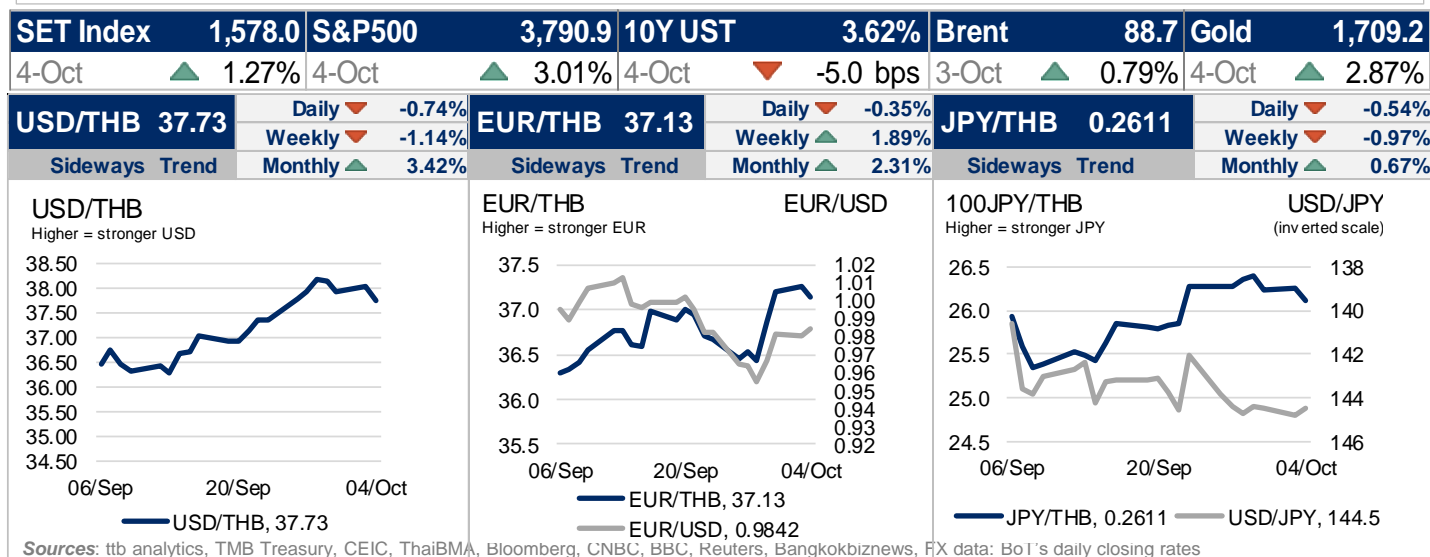 SET Index 1,578.0 S&P500 3,790.9 10Y UST 3.62% Brent 88.7 Gold 1,709.2
4-Oct 1.27% 4-Oct 3.01% 4-Oct -5.0 bps 3-Oct 0.79% 4-Oct 2.87%
USD/THB 37.73
Daily -0.74%
Weekly -1.14%
Sideways Trend Monthly 3.42%
EUR/THB 37.13
Daily -0.35%
Weekly 1.89%
Sideways Trend Monthly 2.31%
JPY/THB 0.2611
Daily -0.54%
Weekly -0.97%
Sideways Trend Monthly 0.67%
USD/THB
Higher = stronger USD
38.50
38.00
37.50
37.00
36.50
36.00
35.50
35.00
34.50
06/Sep 20/Sep 04/Oct
USD/THB, 37.73
EUR/THB EUR/USD
Higher = stronger EUR
37.5
37.0
36.5
36.0
35.5
1.02
1.01
1.00
0.99
0.98
0.97
0.96
0.95
0.94
0.93
0.92
06/Sep 20/Sep 04/Oct
EUR/THB, 37.13
EUR/USD, 0.9842
100JPY/THB USD/JPY
Higher = stronger JPY (inverted scale)
26.5
26.0
25.5
25.0
24.5
138
140
142
144
146
06/Sep 20/Sep 04/Oct
JPY/THB, 0.2611 USD/JPY, 144.5
Sources: ttb analytics, TMB Treasury, CEIC, ThaiBMA, Bloomberg, CNBC, BBC, Reuters, Bangkokbiznews, FX data: BoT's daily closing rates